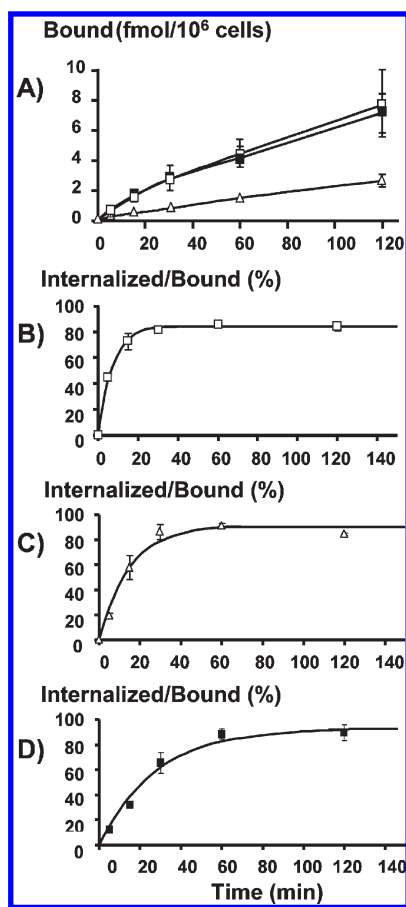 Bound (fmol/10⁶ cells)
A)
10
8
6
4
2
0
0 20 40 60 80 100 120
Internalized/Bound (%)
B)
100
80
60
40
20
0
0 20 40 60 80 100 120 140
Internalized/Bound (%)
C)
100
80
60
40
20
0
0 20 40 60 80 100 120 140
Internalized/Bound (%)
D)
100
80
60
40
20
0
0 20 40 60 80 100 120 140
Time (min)